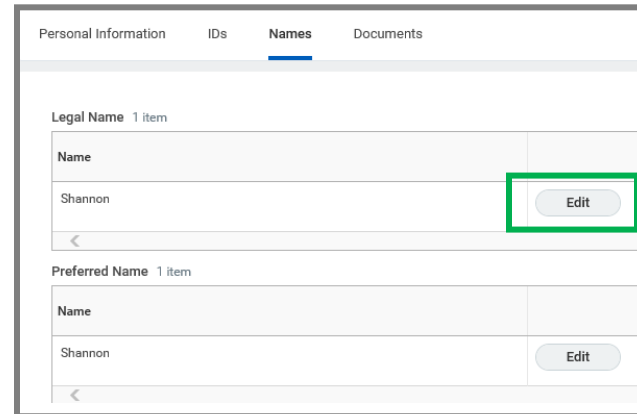 Personal Information IDs Names Documents
Legal Name 1 item
Name
Shannon Edit
Preferred Name 1 item
Name
Shannon Edit